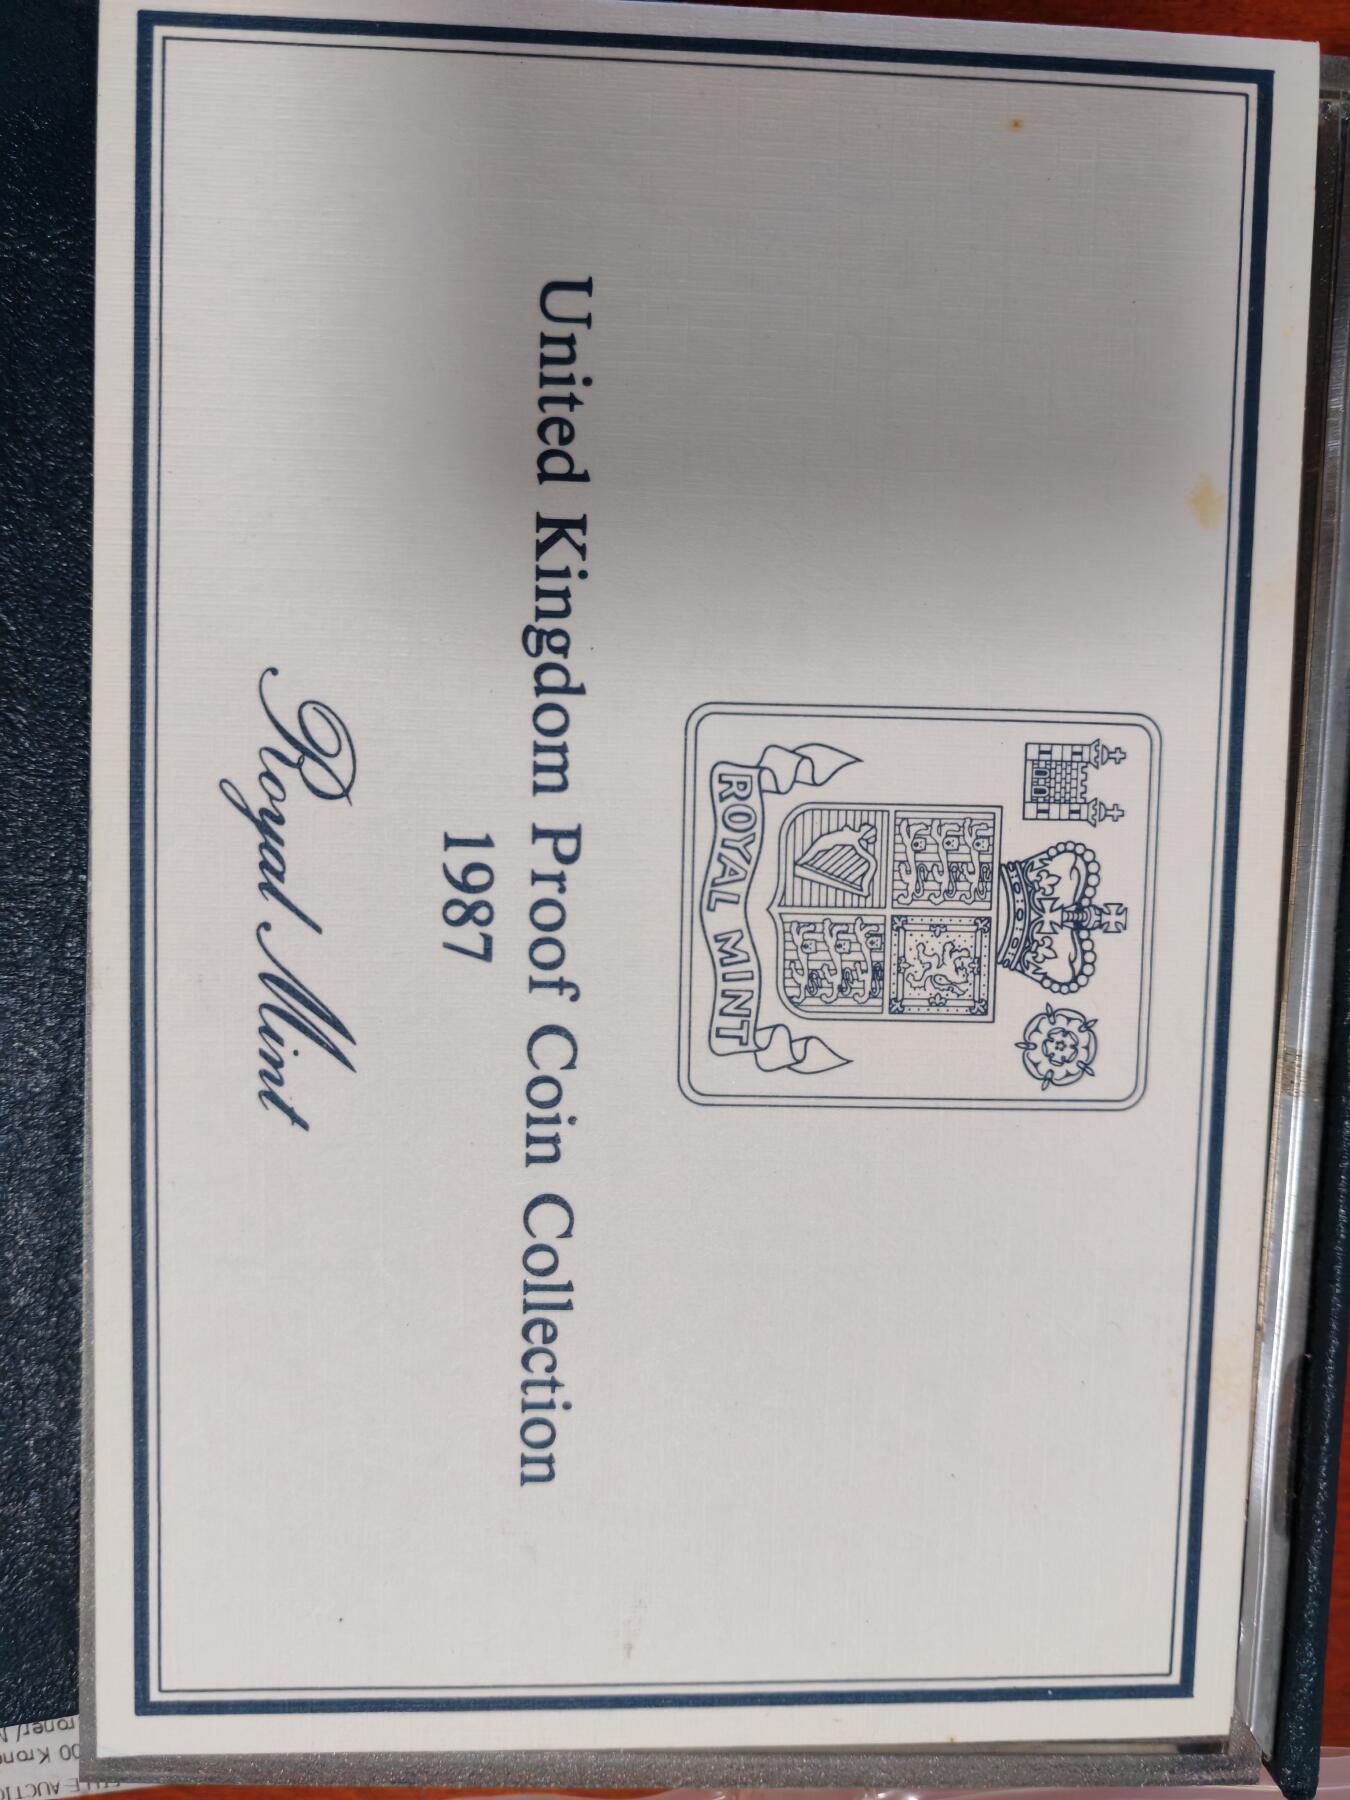 ROYAL MINT
United Kingdom Proof Coin Collection
1987
Royal Mint